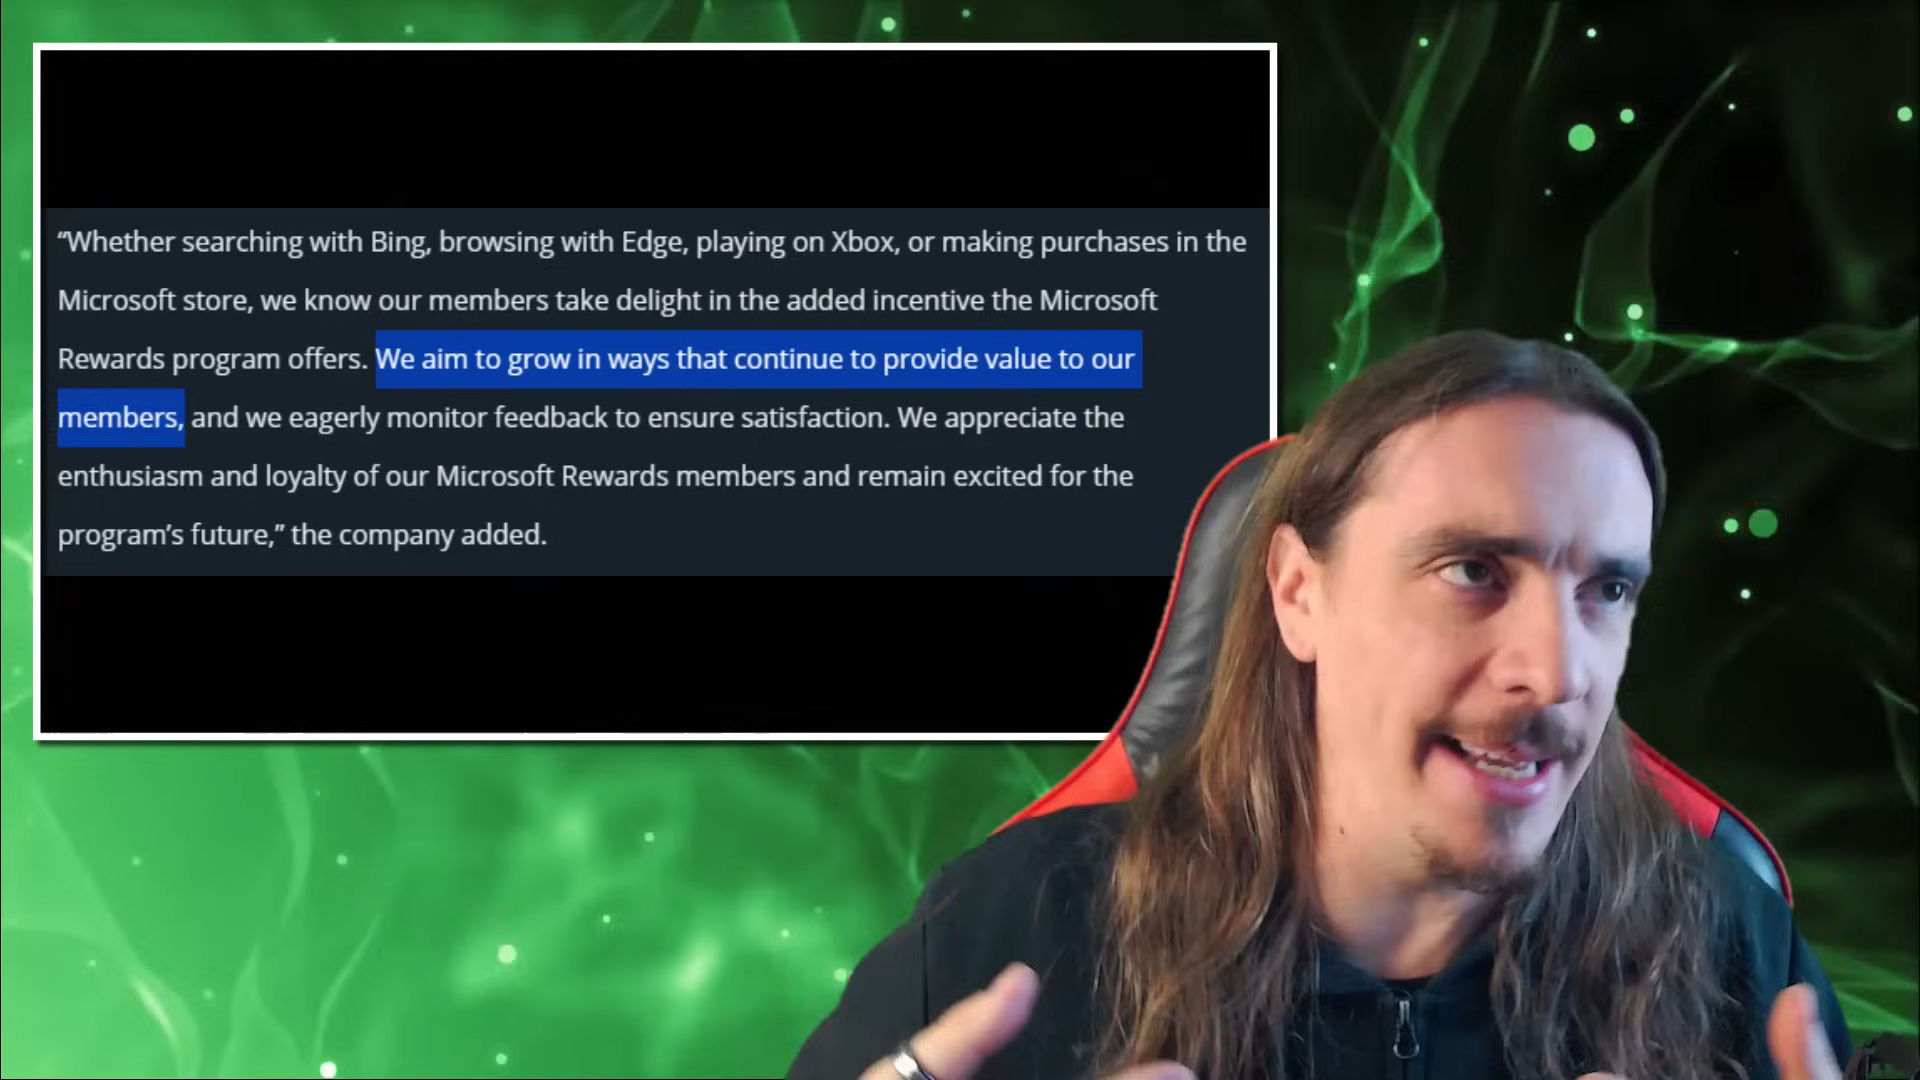 “Whether searching with Bing, browsing with Edge, playing on Xbox, or making purchases in the
Microsoft store, we know our members take delight in the added incentive the Microsoft
Rewards program offers. We aim to grow in ways that continue to provide value to our
members, and we eagerly monitor feedback to ensure satisfaction. We appreciate the
enthusiasm and loyalty of our Microsoft Rewards members and remain excited for the
program’s future,” the company added.